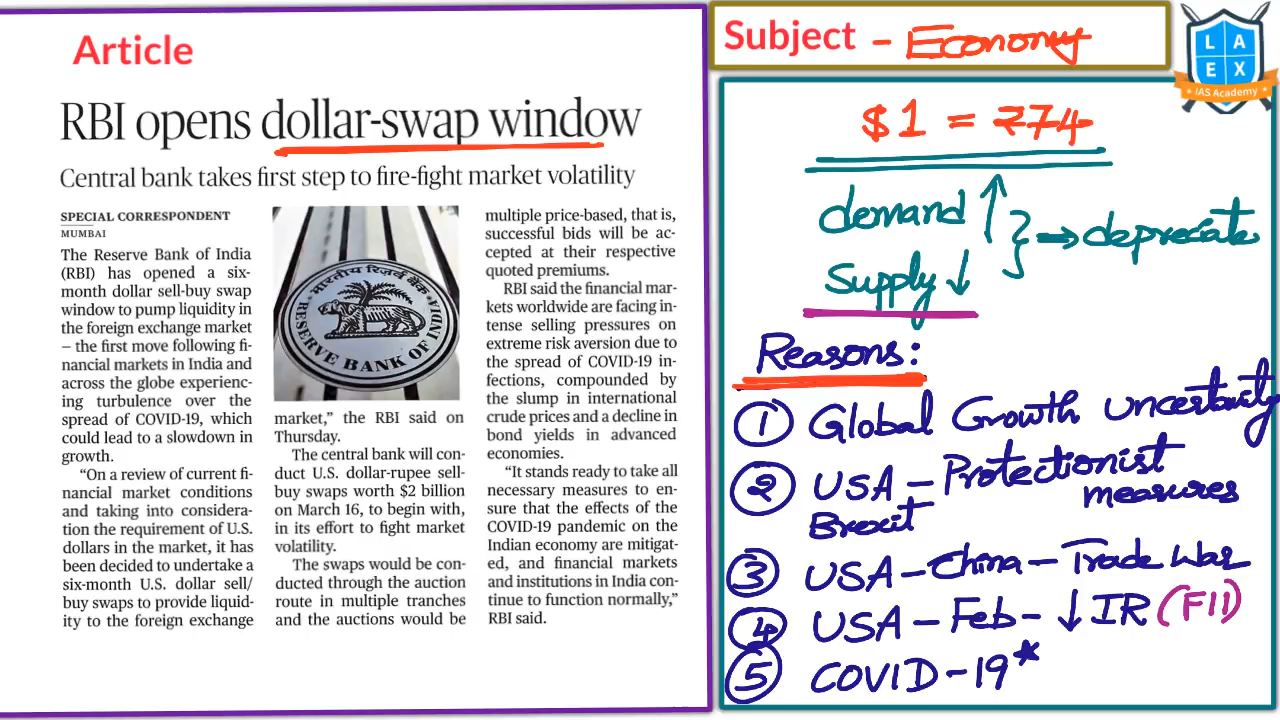 Article
RBI opens dollar-swap window
Central bank takes first step to fire-fight market volatility
SPECIAL CORRESPONDENT
MUMBAI
The Reserve Bank of India
(RBI) has opened a six-
month dollar sell-buy swap
window to pump liquidity in
the foreign exchange market
– the first move following fi-
nancial markets in India and
across the globe experienc-
ing turbulence over the
spread of COVID-19, which
could lead to a slowdown in
growth.
“On a review of current fi-
nancial market conditions
and taking into considera-
tion the requirement of U.S.
dollars in the market, it has
been decided to undertake a
six-month U.S. dollar sell/
buy swaps to provide liquid-
ity to the foreign exchange
भारतीय रिज़र्व बैंक
RESERVE BANK OF INDIA
market,” the RBI said on
Thursday.
The central bank will con-
duct U.S. dollar-rupee sell-
buy swaps worth $2 billion
on March 16, to begin with,
in its effort to fight market
volatility.
The swaps would be con-
ducted through the auction
route in multiple tranches
and the auctions would be
multiple price-based, that is,
successful bids will be ac-
cepted at their respective
quoted premiums.
RBI said the financial mar-
kets worldwide are facing in-
tense selling pressures on
extreme risk aversion due to
the spread of COVID-19 in-
fections, compounded by
the slump in international
crude prices and a decline in
bond yields in advanced
economies.
“It stands ready to take all
necessary measures to en-
sure that the effects of the
COVID-19 pandemic on the
Indian economy are mitigat-
ed, and financial markets
and institutions in India con-
tinue to function normally,”
RBI said.
Subject - Economy
L A
E X
IAS Academy
$1 = ₹74
demand ↑
supply ↓ } ⇒ depreciate
Reasons:
① Global Growth uncertainty
② USA - Protectionist
measures
Brexit
③ USA - China - Trade War
④ USA - Feb - ↓ IR (FII)
⑤ COVID-19*